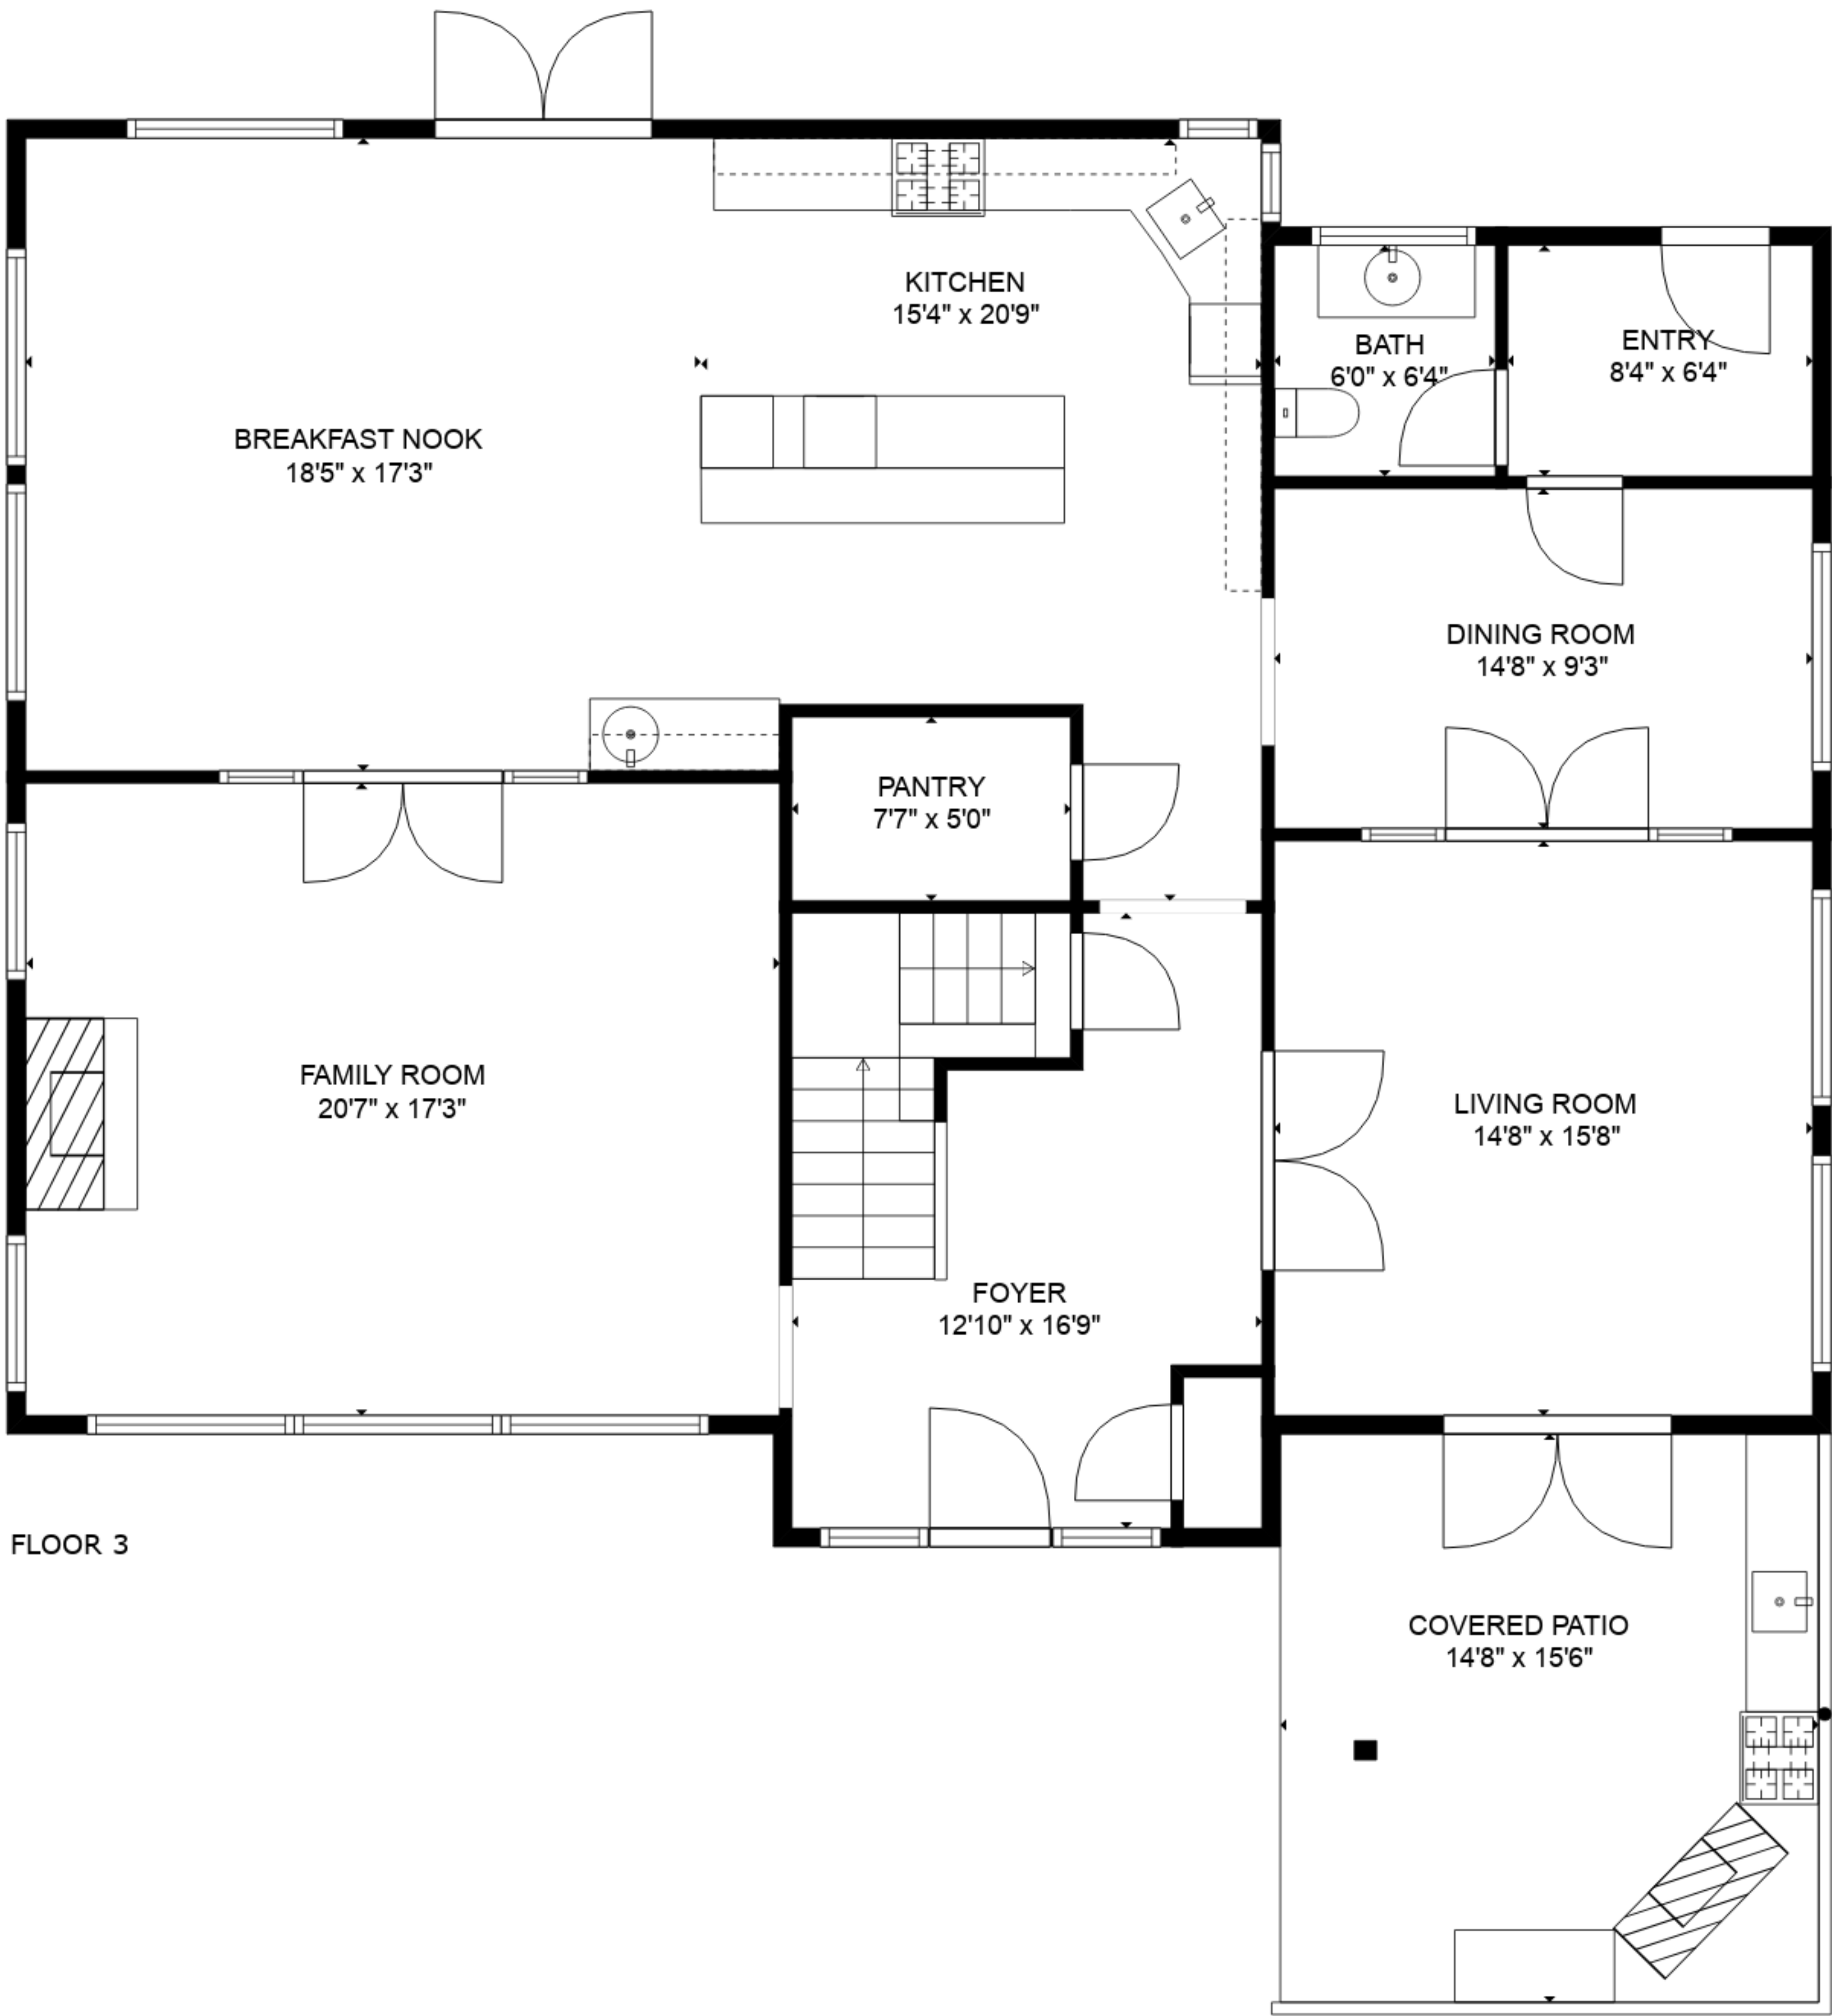 KITCHEN
15'4" x 20'9"
BATH
6'0" x 6'4"
ENTRY
8'4" x 6'4"
BREAKFAST NOOK
18'5" x 17'3"
DINING ROOM
14'8" x 9'3"
PANTRY
7'7" x 5'0"
FAMILY ROOM
20'7" x 17'3"
LIVING ROOM
14'8" x 15'8"
FOYER
12'10" x 16'9"
FLOOR 3
COVERED PATIO
14'8" x 15'6"